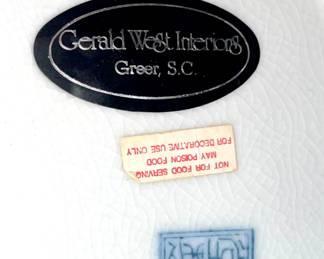 Gerald West Interiors
Greer, S.C.
NOT FOR FOOD SERVING
MAY POISON FOOD
FOR DECORATIVE USE ONLY